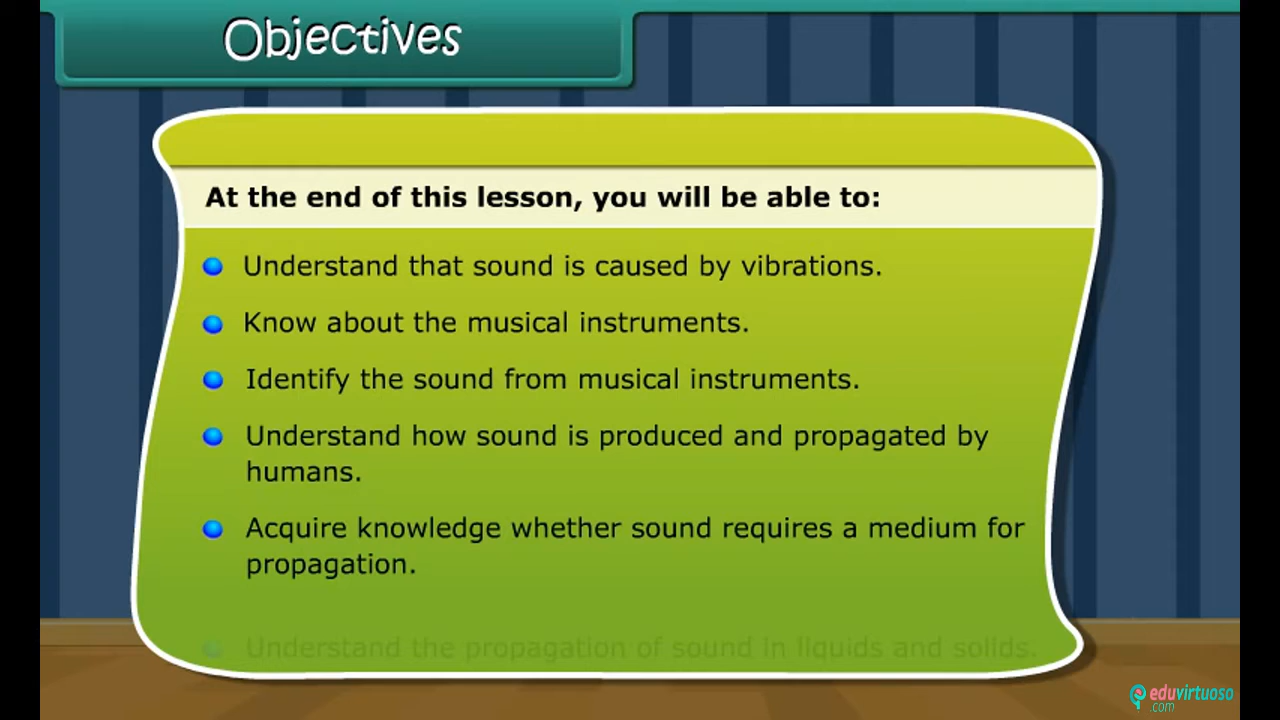 Objectives
At the end of this lesson, you will be able to:
Understand that sound is caused by vibrations.
Know about the musical instruments.
Identify the sound from musical instruments.
Understand how sound is produced and propagated by
humans.
Acquire knowledge whether sound requires a medium for
propagation.
Understand the propagation of sound in liquids and solids.
eduvirtuoso
.com